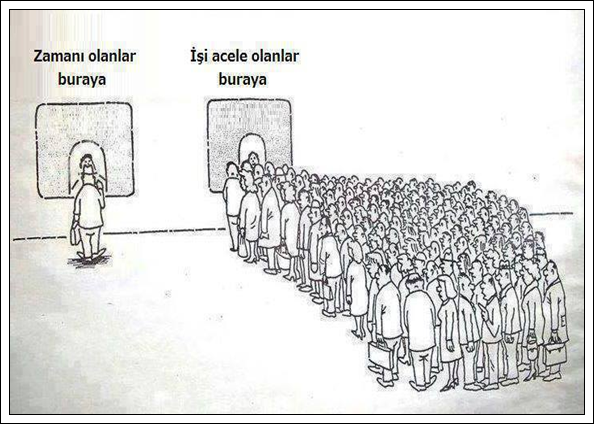 Zamanı olanlar
buraya
İşi acele olanlar
buraya